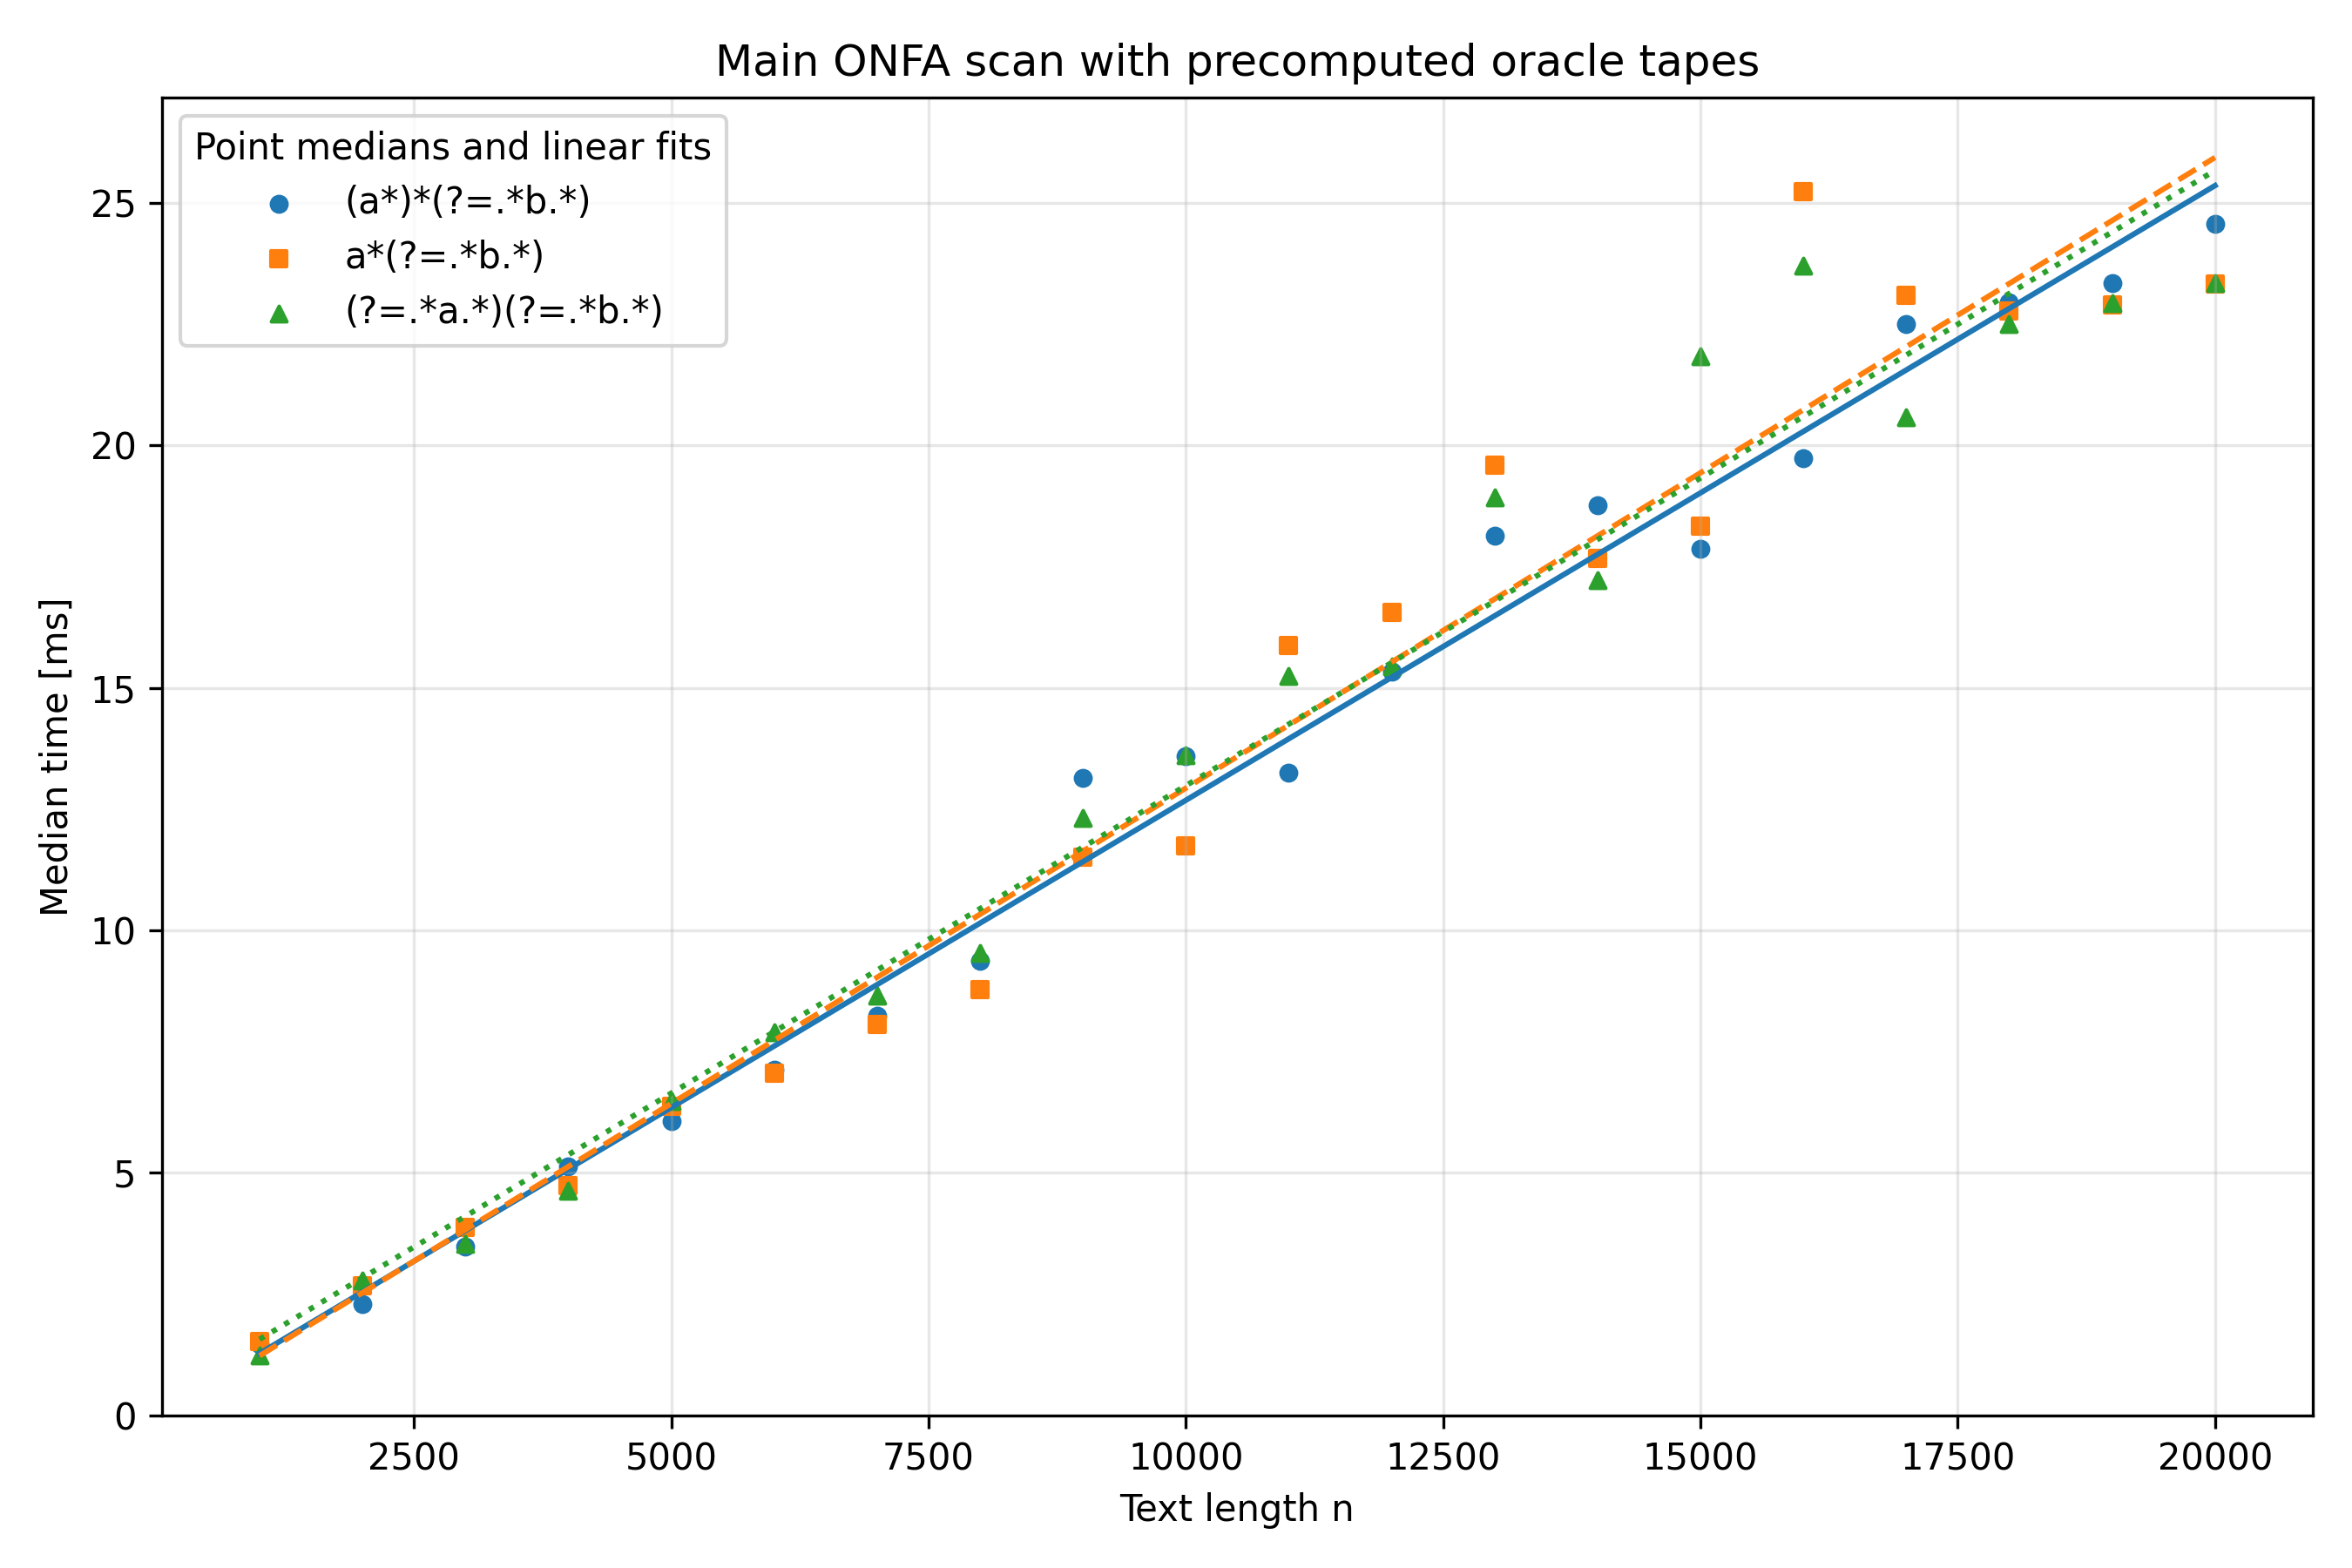 Main ONFA scan with precomputed oracle tapes
Point medians and linear fits
(a*)*(?=.*b.*)
a*(?=.*b.*)
(?=.*a.*)(?=.*b.*)
25
20
15
10
5
0
Median time [ms]
2500 5000 7500 10000 12500 15000 17500 20000
Text length n